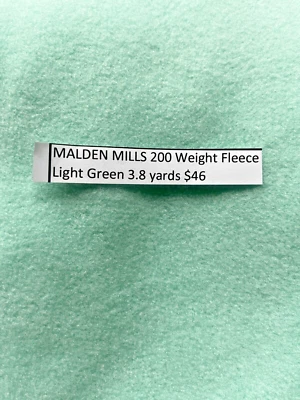 MALDEN MILLS 200 Weight Fleece
Light Green 3.8 yards $46